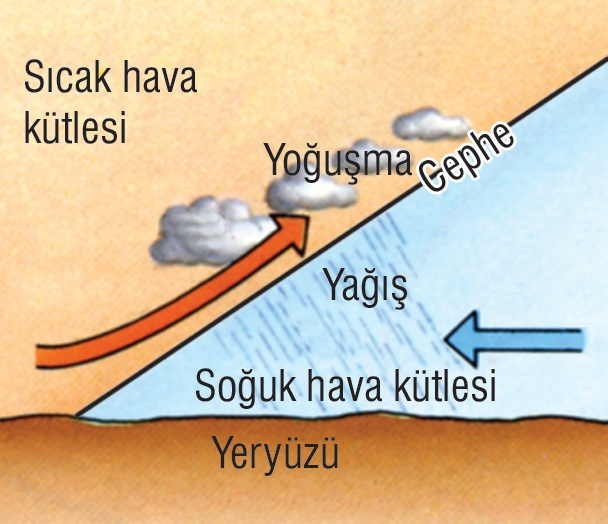 Sıcak hava
kütlesi
Yoğuşma
Cephe
Yağış
Soğuk hava kütlesi
Yeryüzü